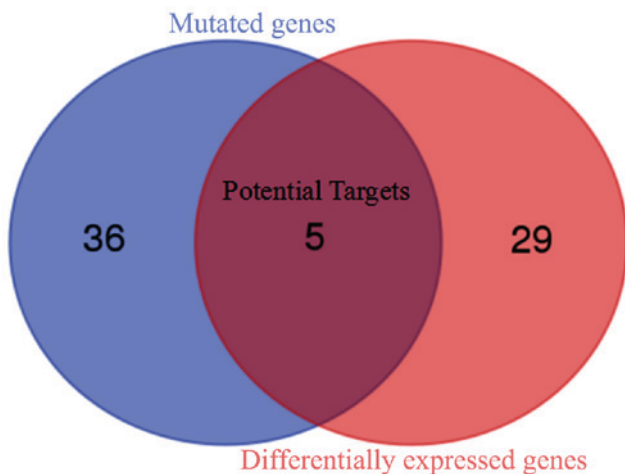 Mutated genes
Potential Targets
36 5 29
Differentially expressed genes